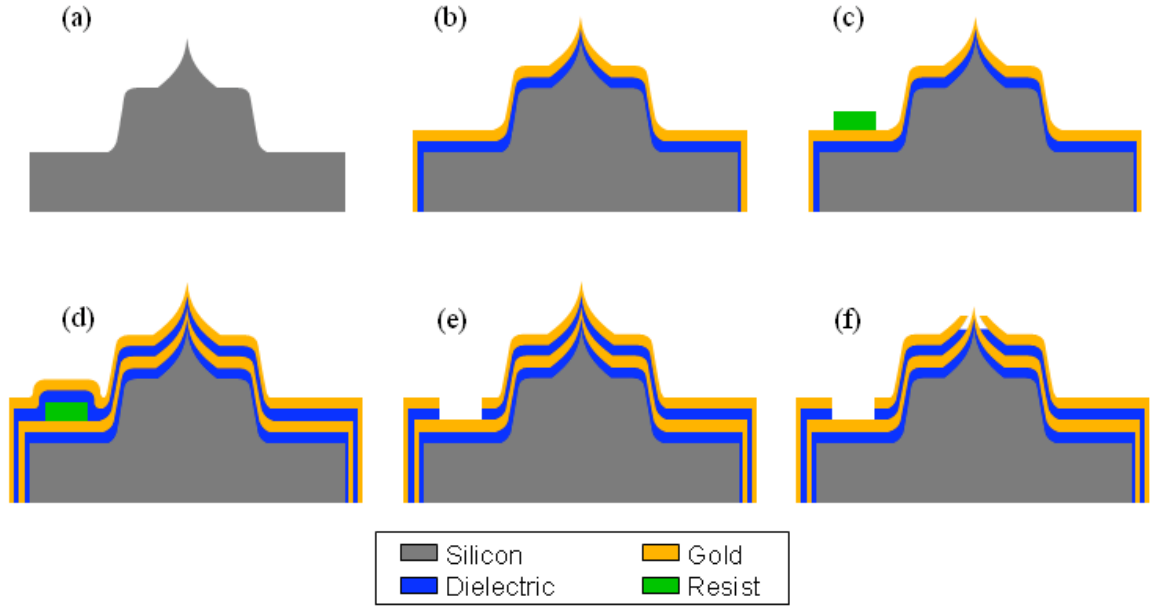 (a)
(b)
(c)
(d)
(e)
(f)
Silicon
Gold
Dielectric
Resist